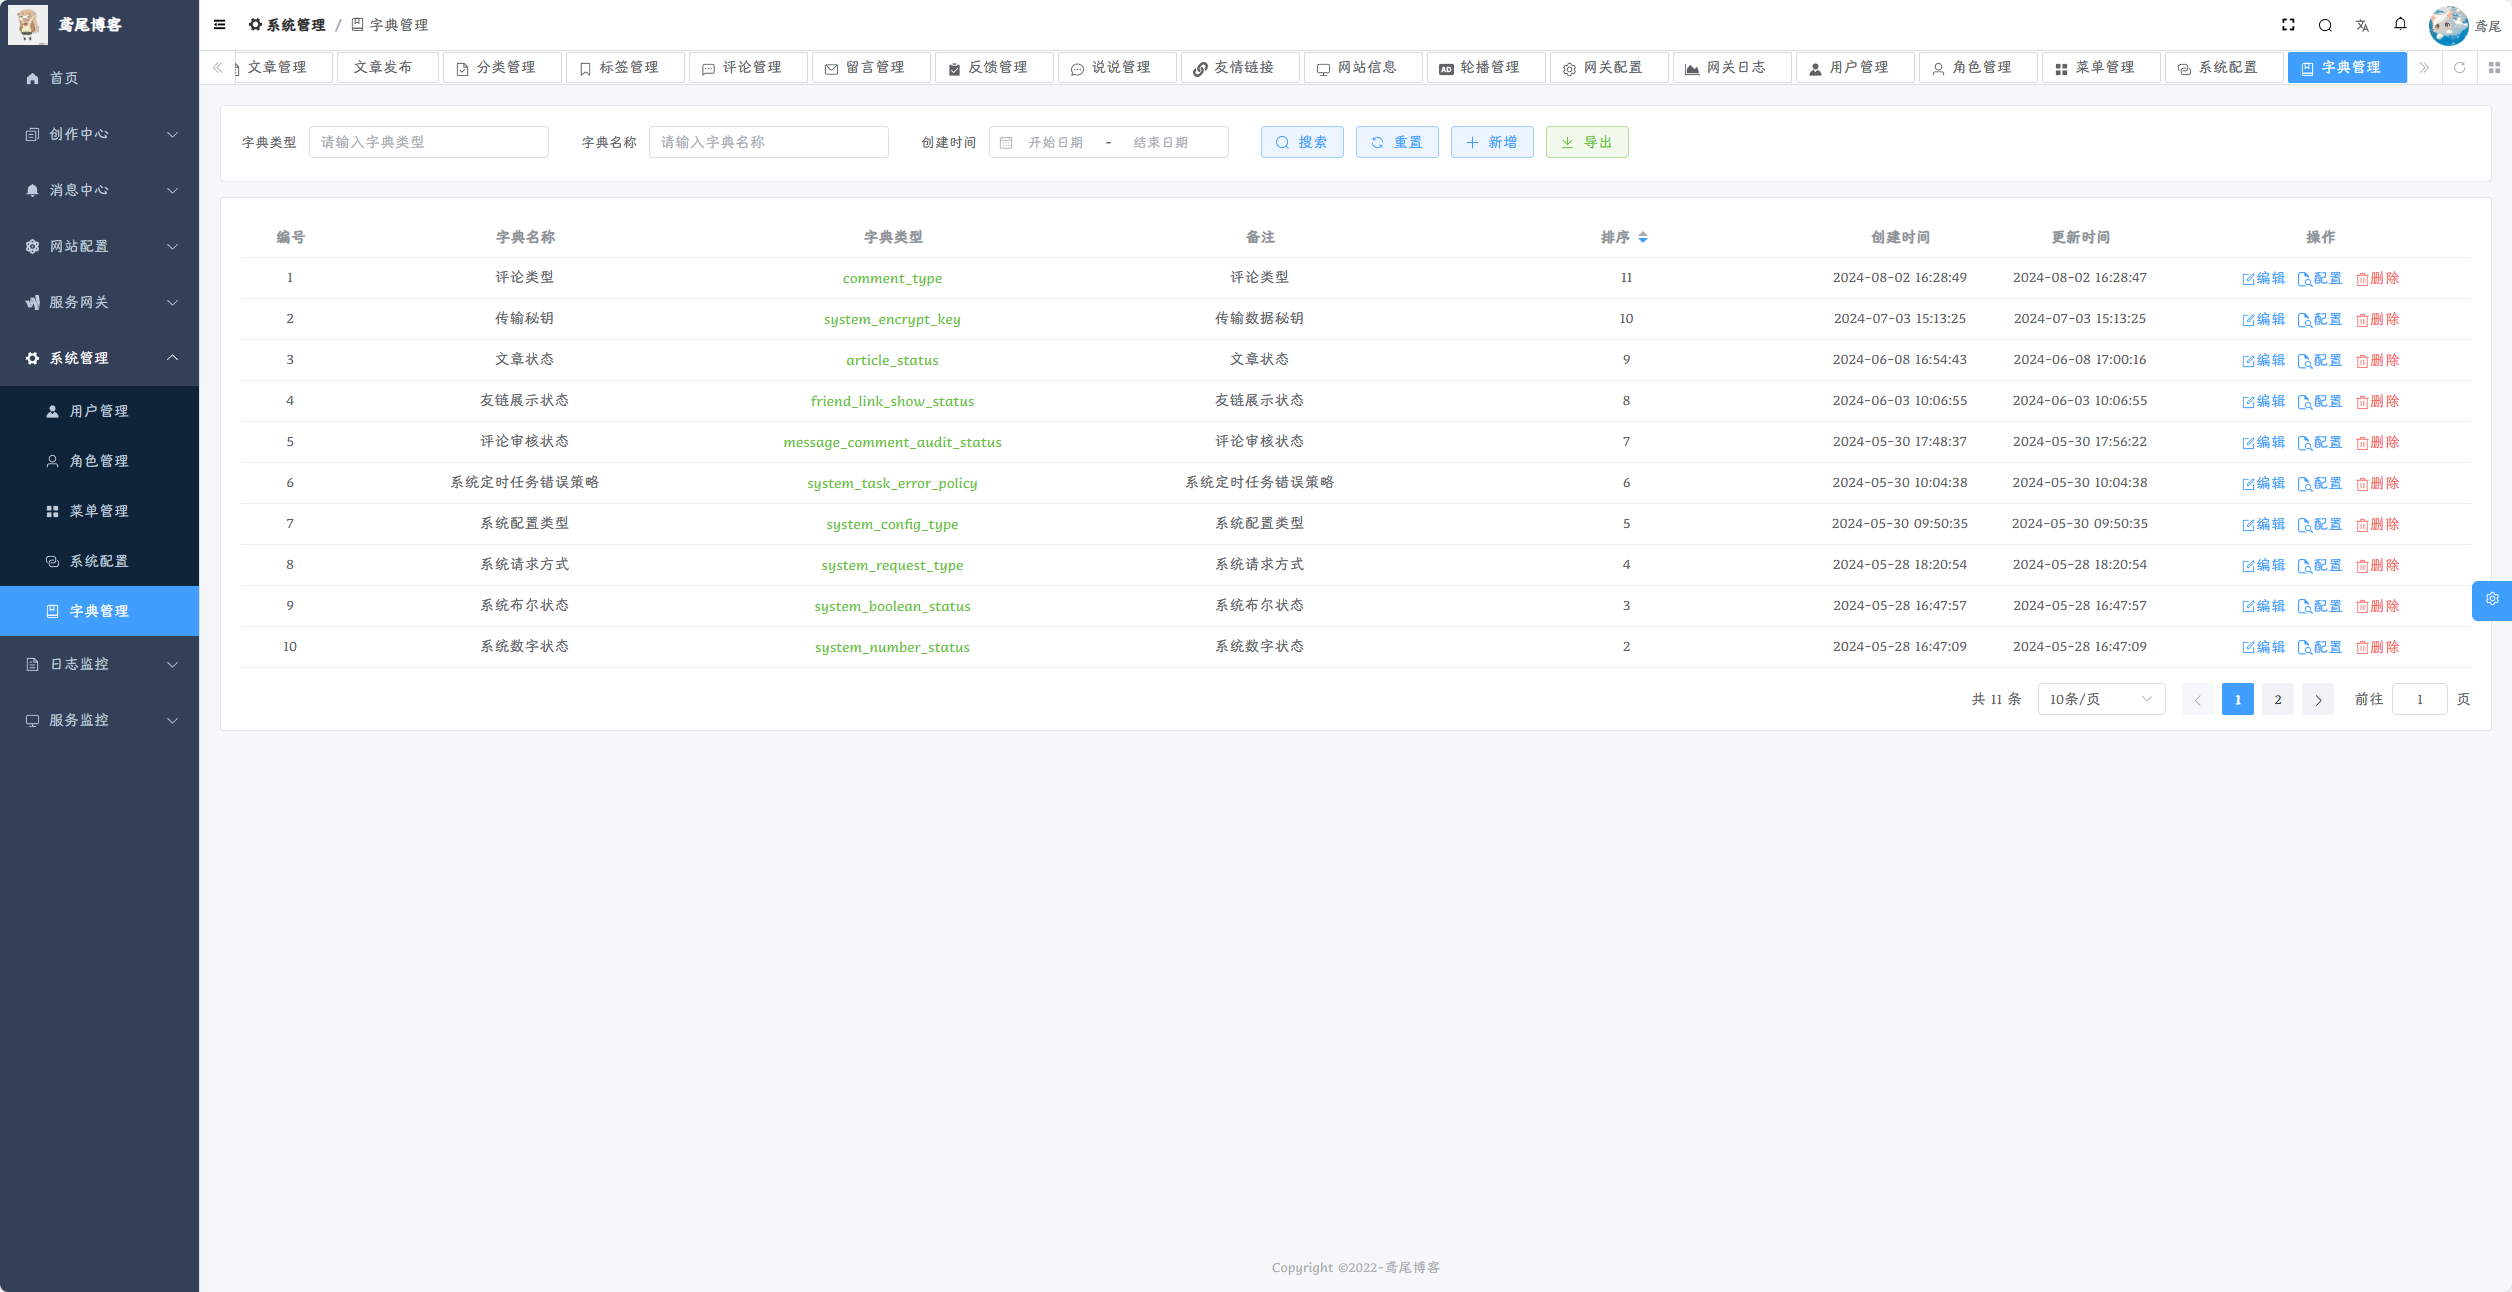 鸢尾博客
系统管理 / 字典管理
鸢尾
文章管理 文章发布 分类管理 标签管理 评论管理 留言管理 反馈管理 说说管理 友情链接 网站信息 轮播管理 网关配置 网关日志 用户管理 角色管理 菜单管理 系统配置 字典管理
首页
创作中心
消息中心
网站配置
服务网关
系统管理
用户管理
角色管理
菜单管理
系统配置
字典管理
日志监控
服务监控
字典类型 请输入字典类型 字典名称 请输入字典名称 创建时间 开始日期 - 结束日期 搜索 重置 新增 导出
编号 字典名称 字典类型 备注 排序 创建时间 更新时间 操作
1 评论类型 comment_type 评论类型 11 2024-08-02 16:28:49 2024-08-02 16:28:47 编辑 配置 删除
2 传输秘钥 system_encrypt_key 传输数据秘钥 10 2024-07-03 15:13:25 2024-07-03 15:13:25 编辑 配置 删除
3 文章状态 article_status 文章状态 9 2024-06-08 16:54:43 2024-06-08 17:00:16 编辑 配置 删除
4 友链展示状态 friend_link_show_status 友链展示状态 8 2024-06-03 10:06:55 2024-06-03 10:06:55 编辑 配置 删除
5 评论审核状态 message_comment_audit_status 评论审核状态 7 2024-05-30 17:48:37 2024-05-30 17:56:22 编辑 配置 删除
6 系统定时任务错误策略 system_task_error_policy 系统定时任务错误策略 6 2024-05-30 10:04:38 2024-05-30 10:04:38 编辑 配置 删除
7 系统配置类型 system_config_type 系统配置类型 5 2024-05-30 09:50:35 2024-05-30 09:50:35 编辑 配置 删除
8 系统请求方式 system_request_type 系统请求方式 4 2024-05-28 18:20:54 2024-05-28 18:20:54 编辑 配置 删除
9 系统布尔状态 system_boolean_status 系统布尔状态 3 2024-05-28 16:47:57 2024-05-28 16:47:57 编辑 配置 删除
10 系统数字状态 system_number_status 系统数字状态 2 2024-05-28 16:47:09 2024-05-28 16:47:09 编辑 配置 删除
共 11 条 10条/页 1 2 前往 1 页
Copyright ©2022-鸢尾博客